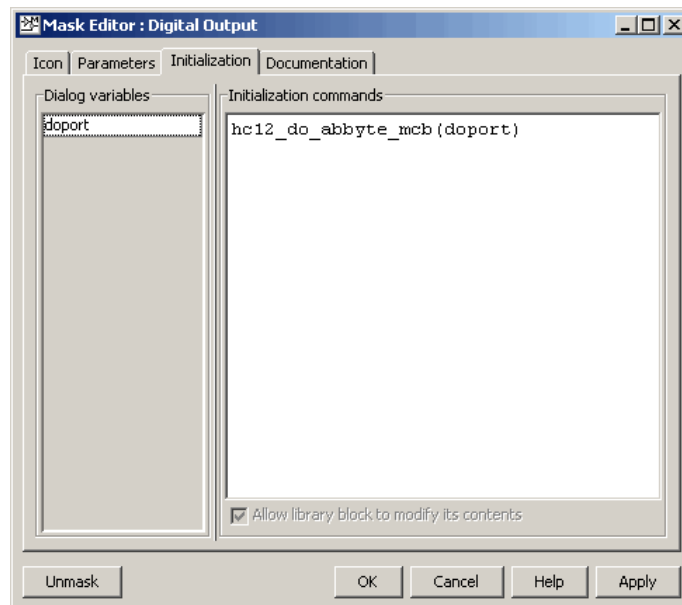 Mask Editor : Digital Output
Icon Parameters Initialization Documentation
Dialog variables
doport
Initialization commands
hc12_do_abbyte_mcb(doport)
Allow library block to modify its contents
Unmask OK Cancel Help Apply